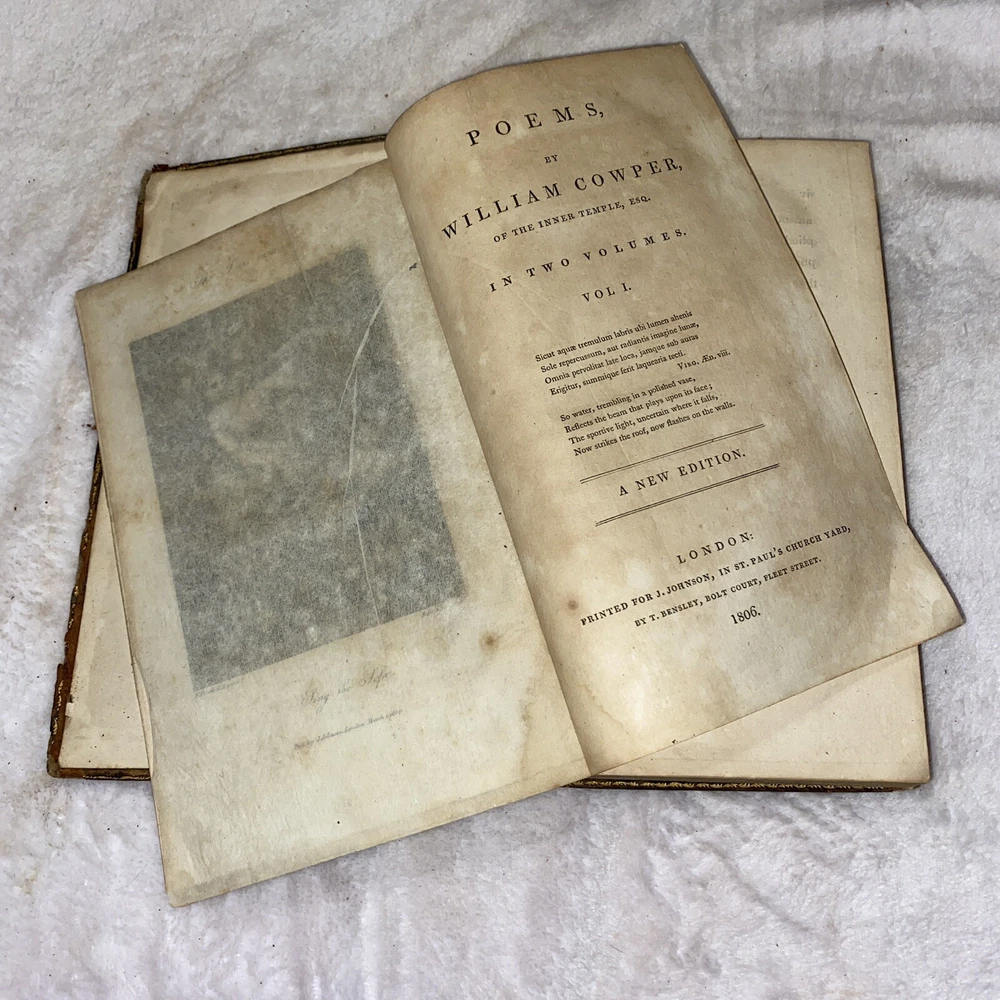 Sing the Sofa
POEMS,
BY
WILLIAM COWPER,
OF THE INNER TEMPLE, ESQ.
IN TWO VOLUMES.
VOL I.
Sicut aquæ tremulum labris ubi lumen ahenis
Sole repercussum, aut radiantis imagine lunæ,
Omnia pervolitat late loca, jamque sub auras
Erigitur, summique ferit laquearia tecti.
VIRG. ÆN. viii.
So water, trembling in a polished vase,
Reflects the beam that plays upon its face;
The sportive light, uncertain where it falls,
Now strikes the roof, now flashes on the walls.
A NEW EDITION.
LONDON:
PRINTED FOR J. JOHNSON, IN ST. PAUL'S CHURCH YARD,
BY T. BENSLEY, BOLT COURT, FLEET STREET.
1806.